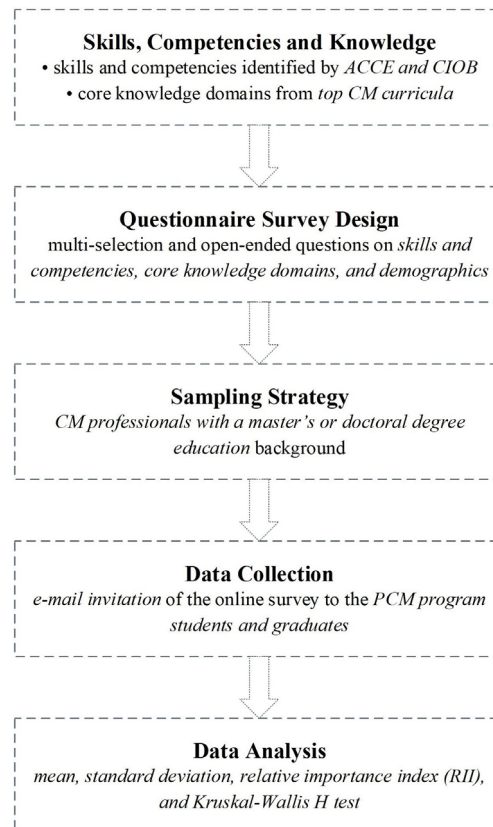 Skills, Competencies and Knowledge
• skills and competencies identified by ACCE and CIOB
• core knowledge domains from top CM curricula
Questionnaire Survey Design
multi-selection and open-ended questions on skills and
competencies, core knowledge domains, and demographics
Sampling Strategy
CM professionals with a master’s or doctoral degree
education background
Data Collection
e-mail invitation of the online survey to the PCM program
students and graduates
Data Analysis
mean, standard deviation, relative importance index (RII),
and Kruskal-Wallis H test